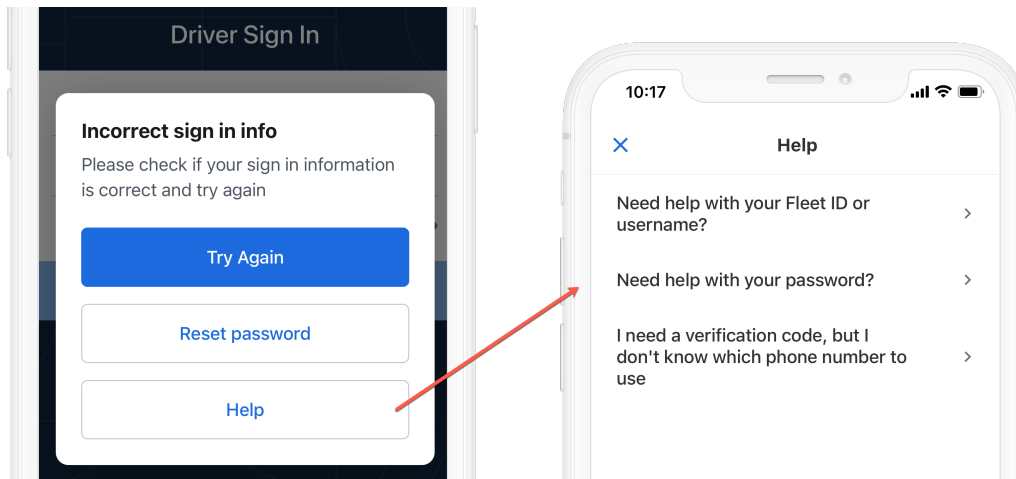 Driver Sign In
Incorrect sign in info
Please check if your sign in information
is correct and try again
Try Again
Reset password
Help
10:17
Help
Need help with your Fleet ID or
username?
Need help with your password?
I need a verification code, but I
don't know which phone number to
use